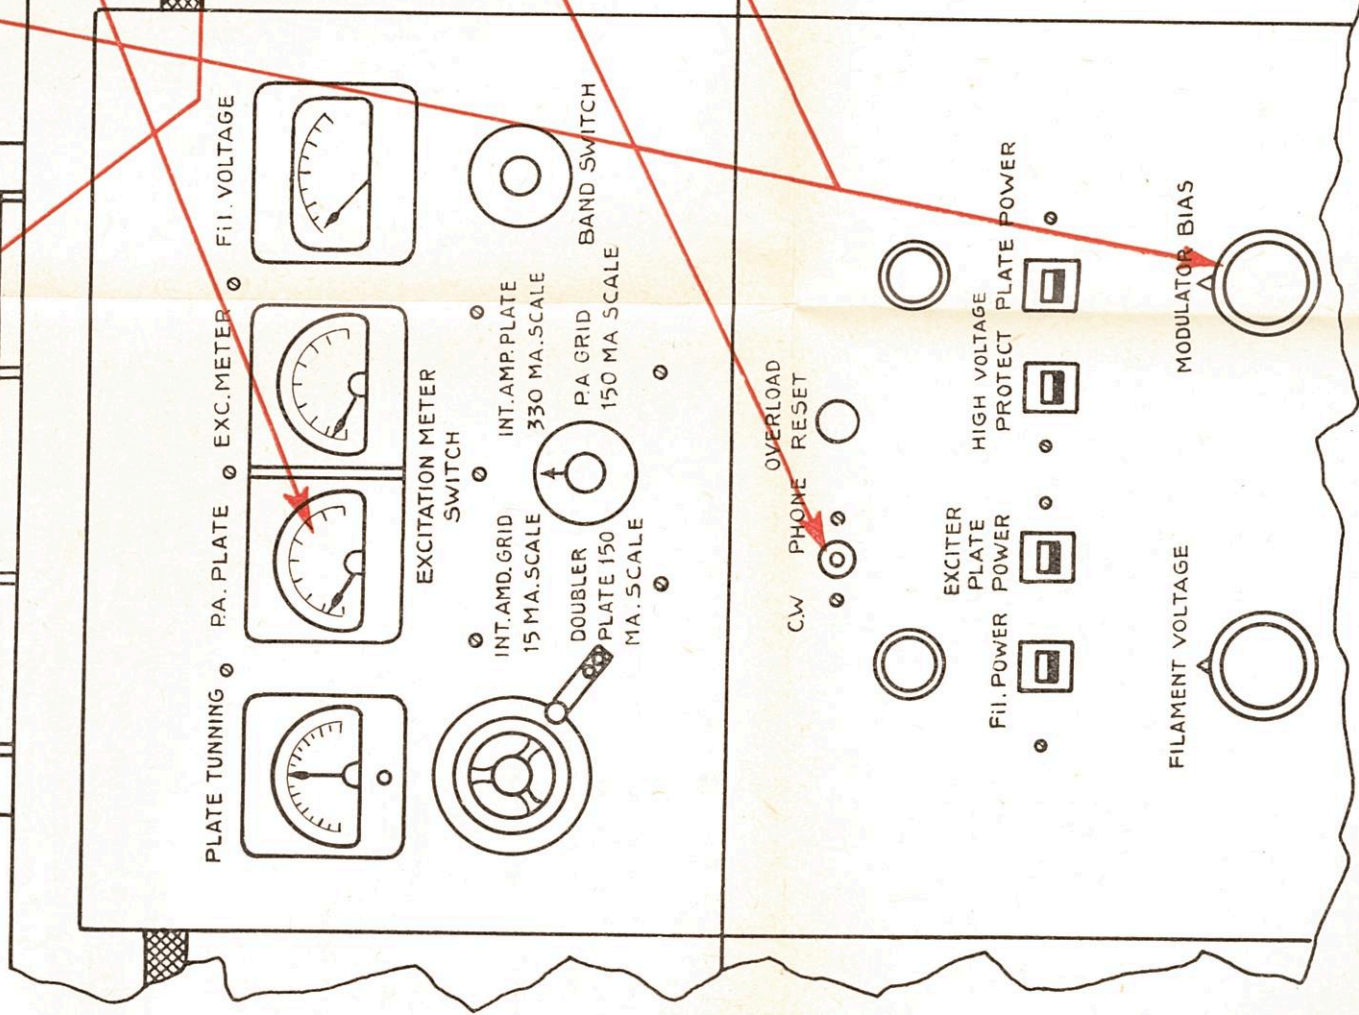 PLATE TUNNING
P.A. PLATE
EXC. METER
Fil. VOLTAGE
EXCITATION METER
SWITCH
INT. AMD. GRID
15 MA. SCALE
INT. AMP. PLATE
330 MA. SCALE
DOUBLER
PLATE 150
MA. SCALE
P.A GRID
150 MA SCALE
BAND SWITCH
C.W PHONE
OVERLOAD
RESET
Fil. POWER
EXCITER
PLATE
POWER
HIGH VOLTAGE
PROTECT PLATE POWER
FILAMENT VOLTAGE
MODULATOR BIAS